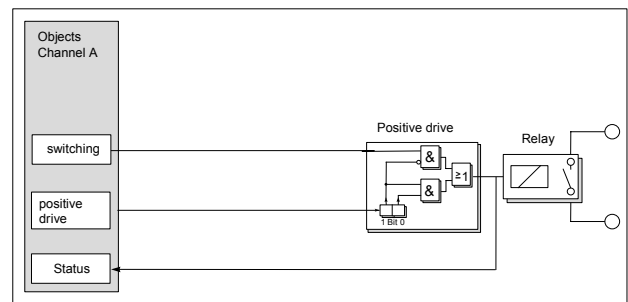 Objects
Channel A
switching
positive
drive
Status
Positive drive
&
&
≥1
1 Bit 0
Relay